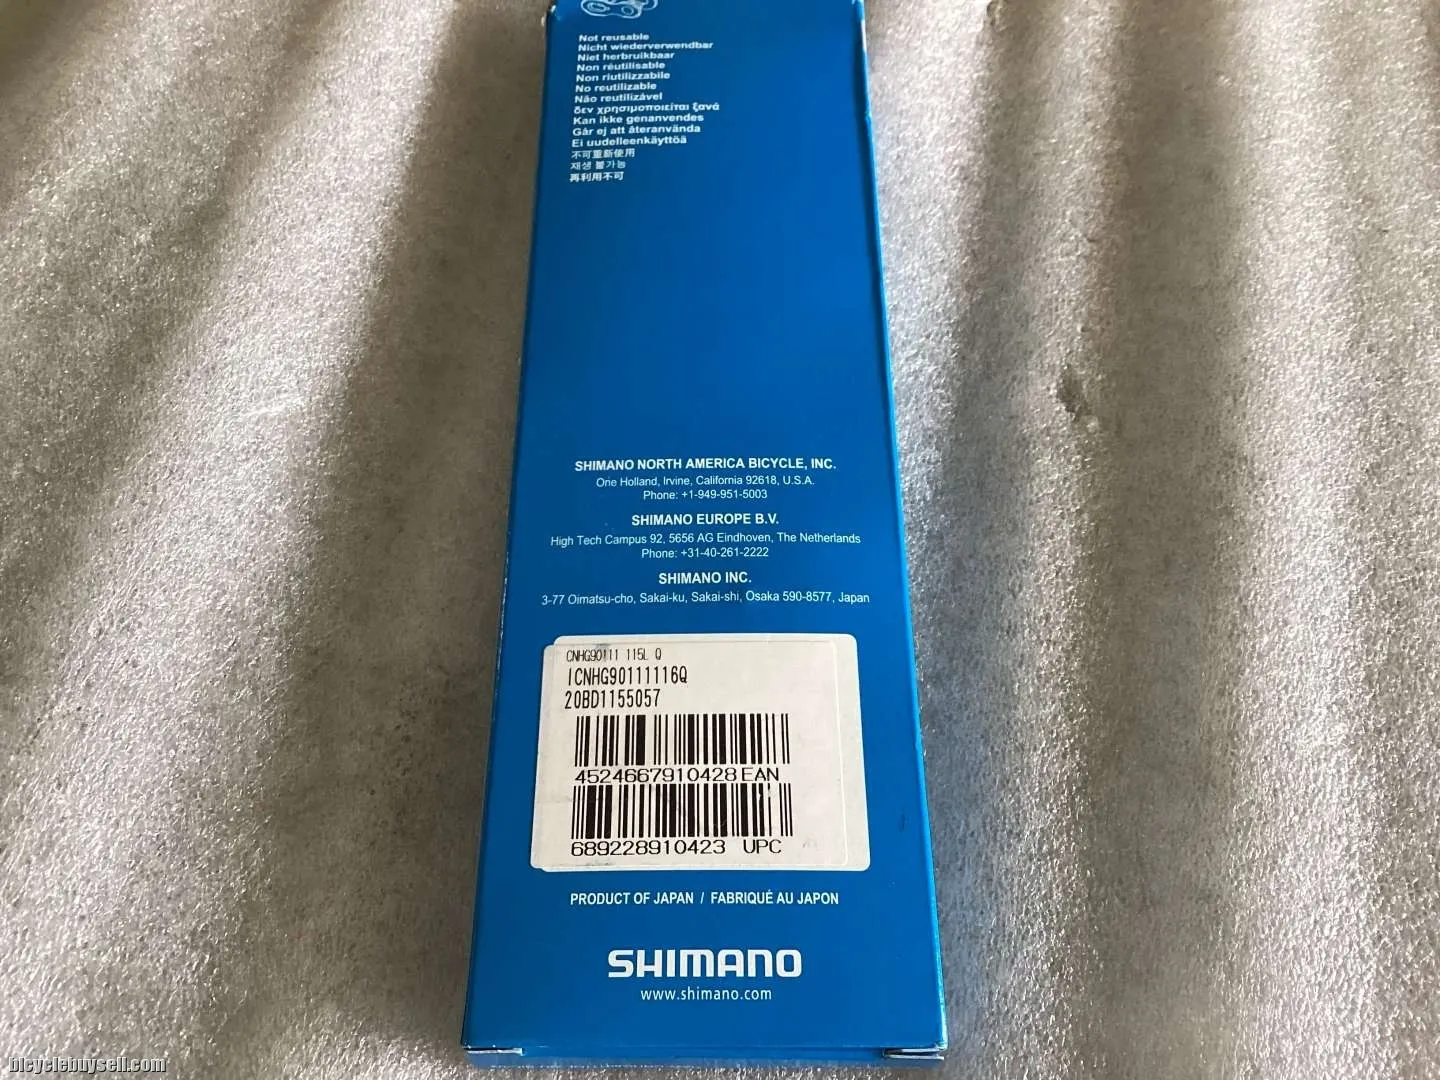 Not reusable
Nicht wiederverwendbar
Niet herbruikbaar
Non réutilisable
Non riutilizzabile
No reutilizable
Não reutilizável
δεν χρησιμοποιείται ξανά
Kan ikke genanvendes
Går ej att återanvända
Ei uudelleenkäyttöä
不可重新使用
재생 불가능
再利用不可
SHIMANO NORTH AMERICA BICYCLE, INC.
One Holland, Irvine, California 92618, U.S.A.
Phone: +1-949-951-5003
SHIMANO EUROPE B.V.
High Tech Campus 92, 5656 AG Eindhoven, The Netherlands
Phone: +31-40-261-2222
SHIMANO INC.
3-77 Oimatsu-cho, Sakai-ku, Sakai-shi, Osaka 590-8577, Japan
CNHG90111 115L Q
ICNHG90111116Q
20BD1155057
4524667910428 EAN
689228910423 UPC
PRODUCT OF JAPAN / FABRIQUÉ AU JAPON
SHIMANO
www.shimano.com
bicyclebuysell.com